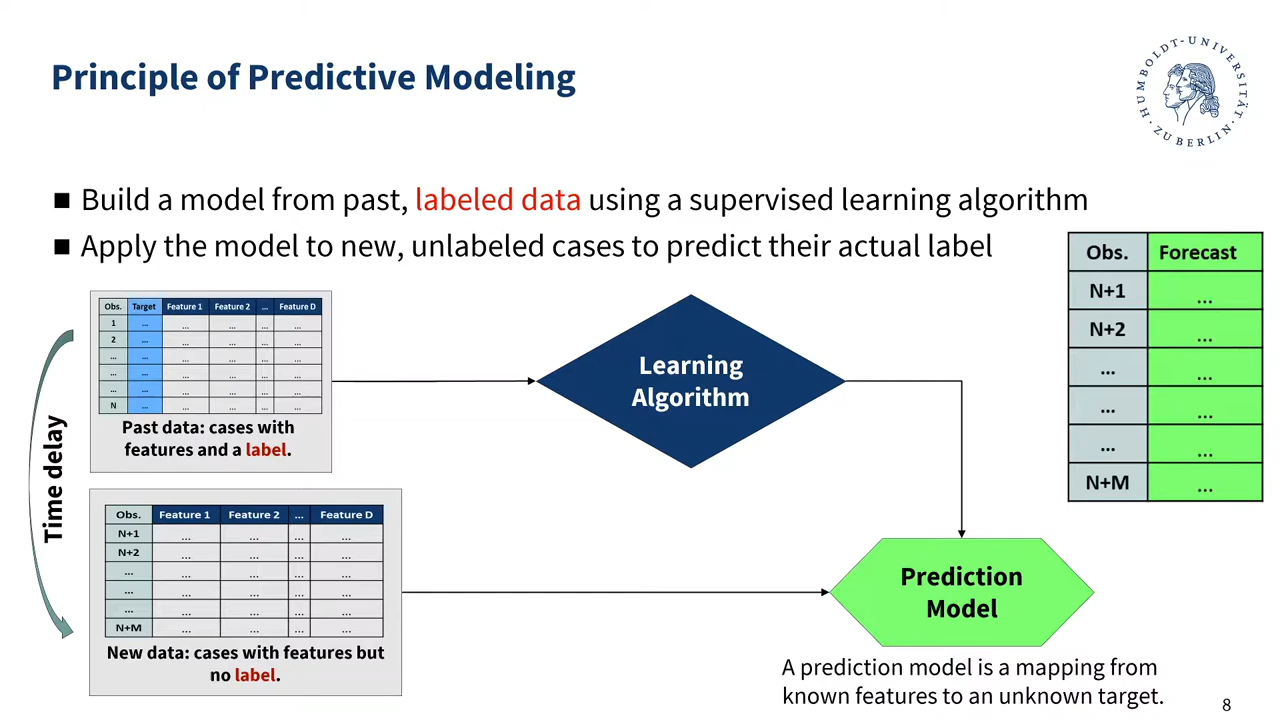 Principle of Predictive Modeling
HUMBOLDT-UNIVERSITÄT
ZU BERLIN
■ Build a model from past, labeled data using a supervised learning algorithm
■ Apply the model to new, unlabeled cases to predict their actual label
Obs. Forecast
N+1 ...
N+2 ...
... ...
... ...
... ...
N+M ...
Time delay
Obs. Target Feature 1 Feature 2 ... Feature D
1 ... ... ... ... ...
2 ... ... ... ... ...
... ... ... ... ... ...
... ... ... ... ... ...
... ... ... ... ... ...
N ... ... ... ... ...
Past data: cases with
features and a label.
Learning
Algorithm
Obs. Feature 1 Feature 2 ... Feature D
N+1 ... ... ... ...
N+2 ... ... ... ...
... ... ... ... ...
... ... ... ... ...
... ... ... ... ...
N+M ... ... ... ...
New data: cases with features but
no label.
Prediction
Model
A prediction model is a mapping from
known features to an unknown target.
8